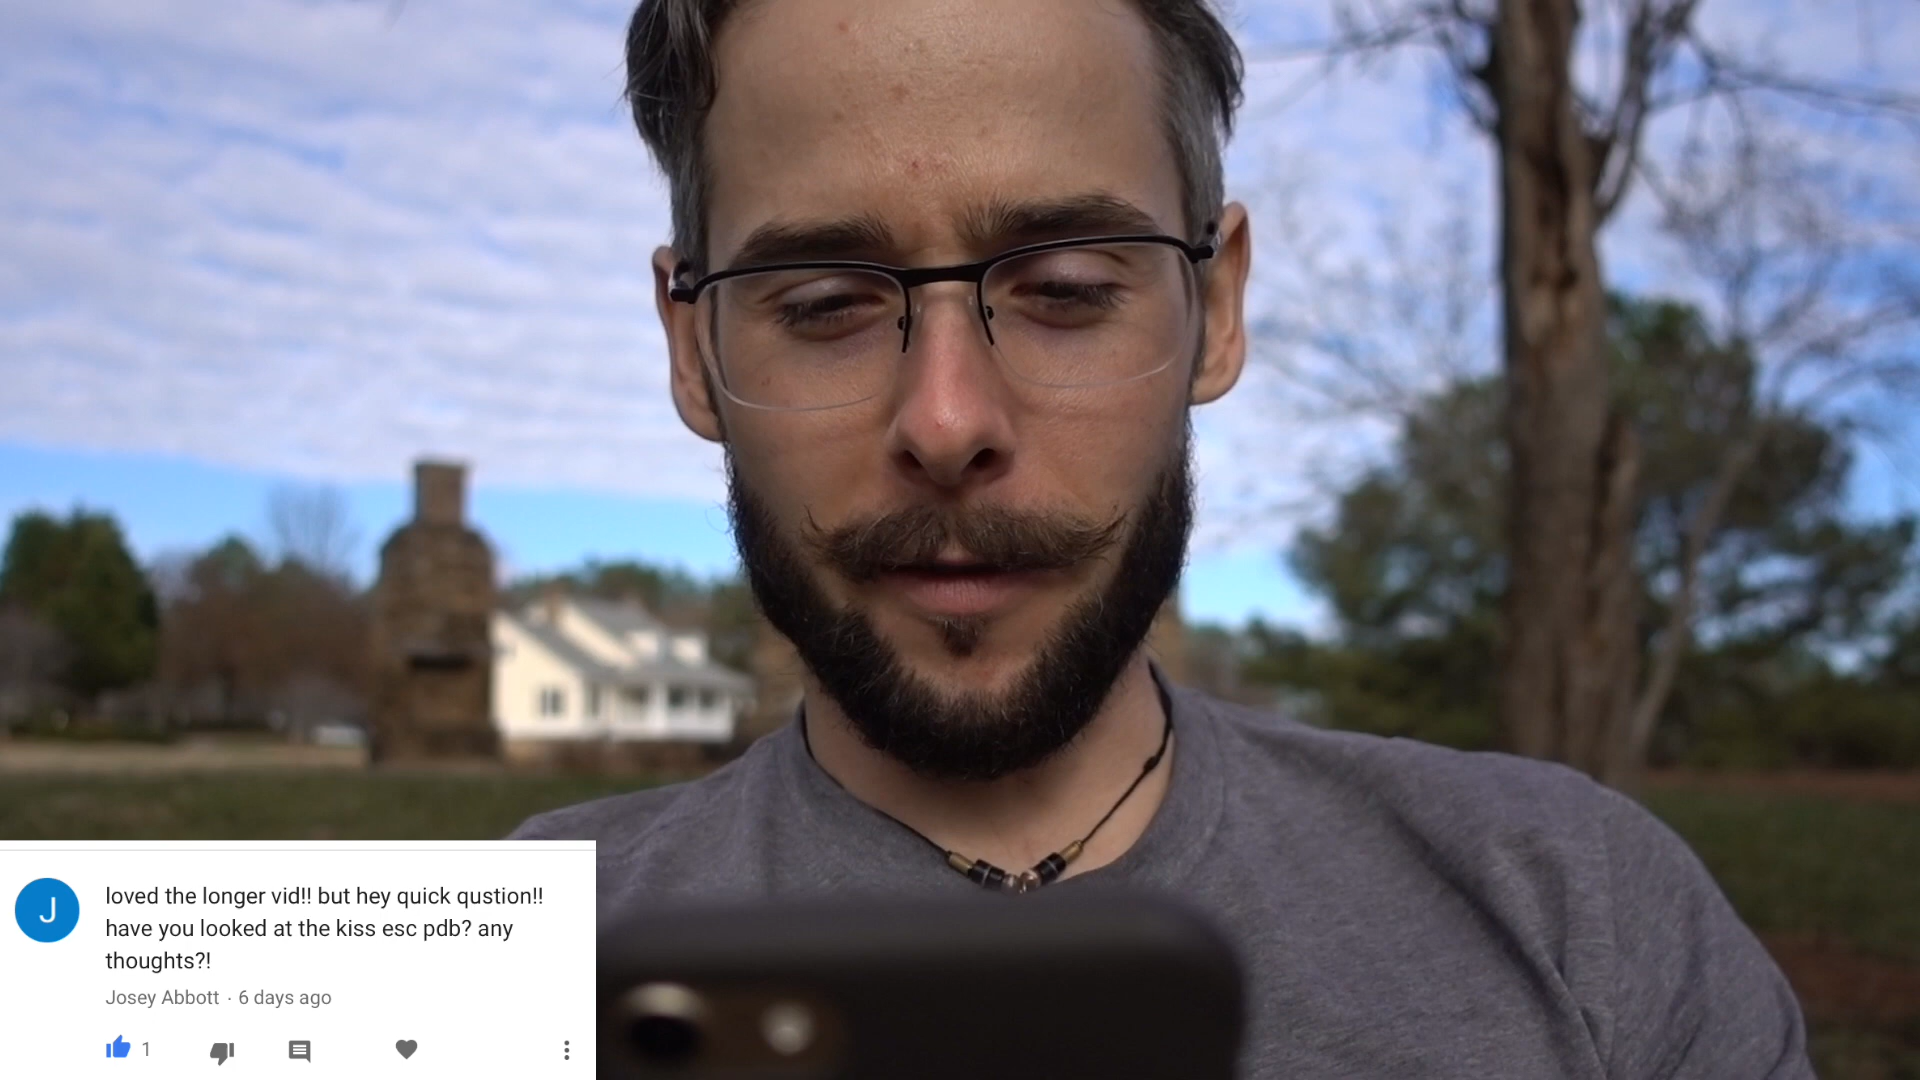 J
loved the longer vid!! but hey quick qustion!!
have you looked at the kiss esc pdb? any
thoughts?!
Josey Abbott · 6 days ago
1